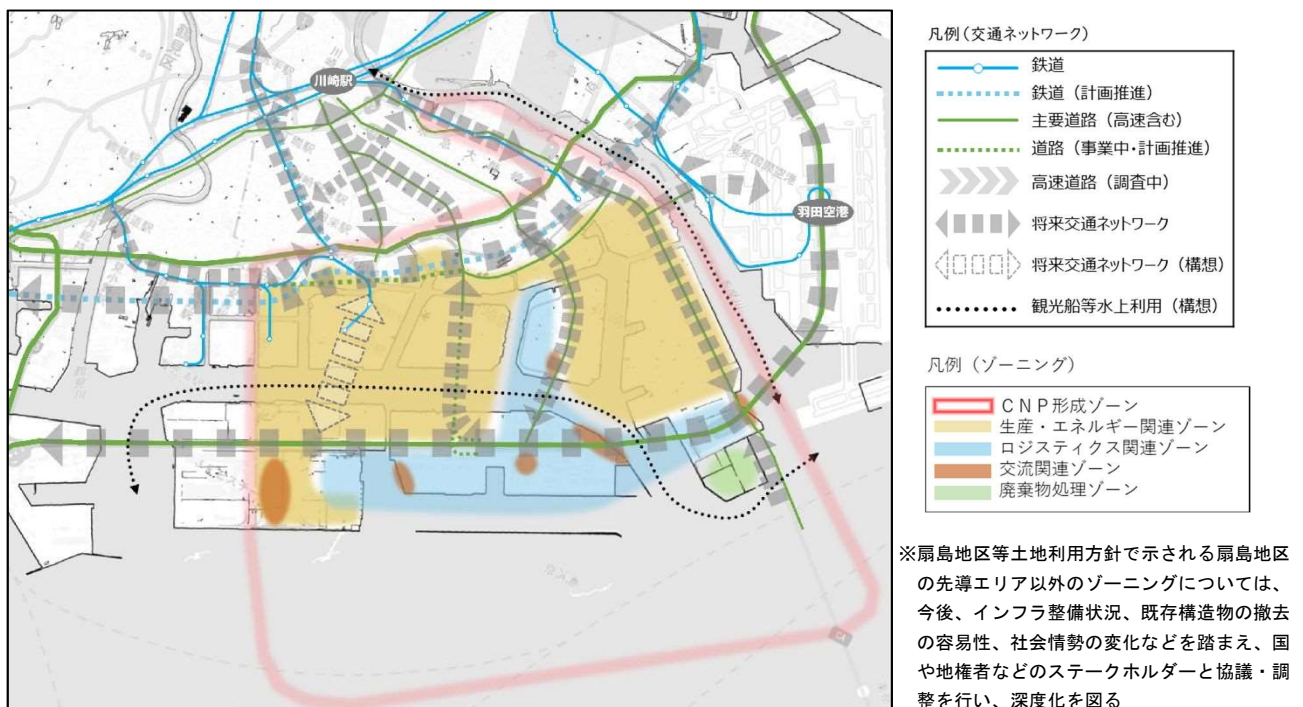 川崎駅
羽田空港
凡例(交通ネットワーク)
鉄道
鉄道（計画推進）
主要道路（高速含む）
道路（事業中・計画推進）
高速道路（調査中）
将来交通ネットワーク
将来交通ネットワーク（構想）
観光船等水上利用（構想）
凡例（ゾーニング）
ＣＮＰ形成ゾーン
生産・エネルギー関連ゾーン
ロジスティクス関連ゾーン
交流関連ゾーン
廃棄物処理ゾーン
※扇島地区等土地利用方針で示される扇島地区
の先導エリア以外のゾーニングについては、
今後、インフラ整備状況、既存構造物の撤去
の容易性、社会情勢の変化などを踏まえ、国
や地権者などのステークホルダーと協議・調
整を行い、深度化を図る